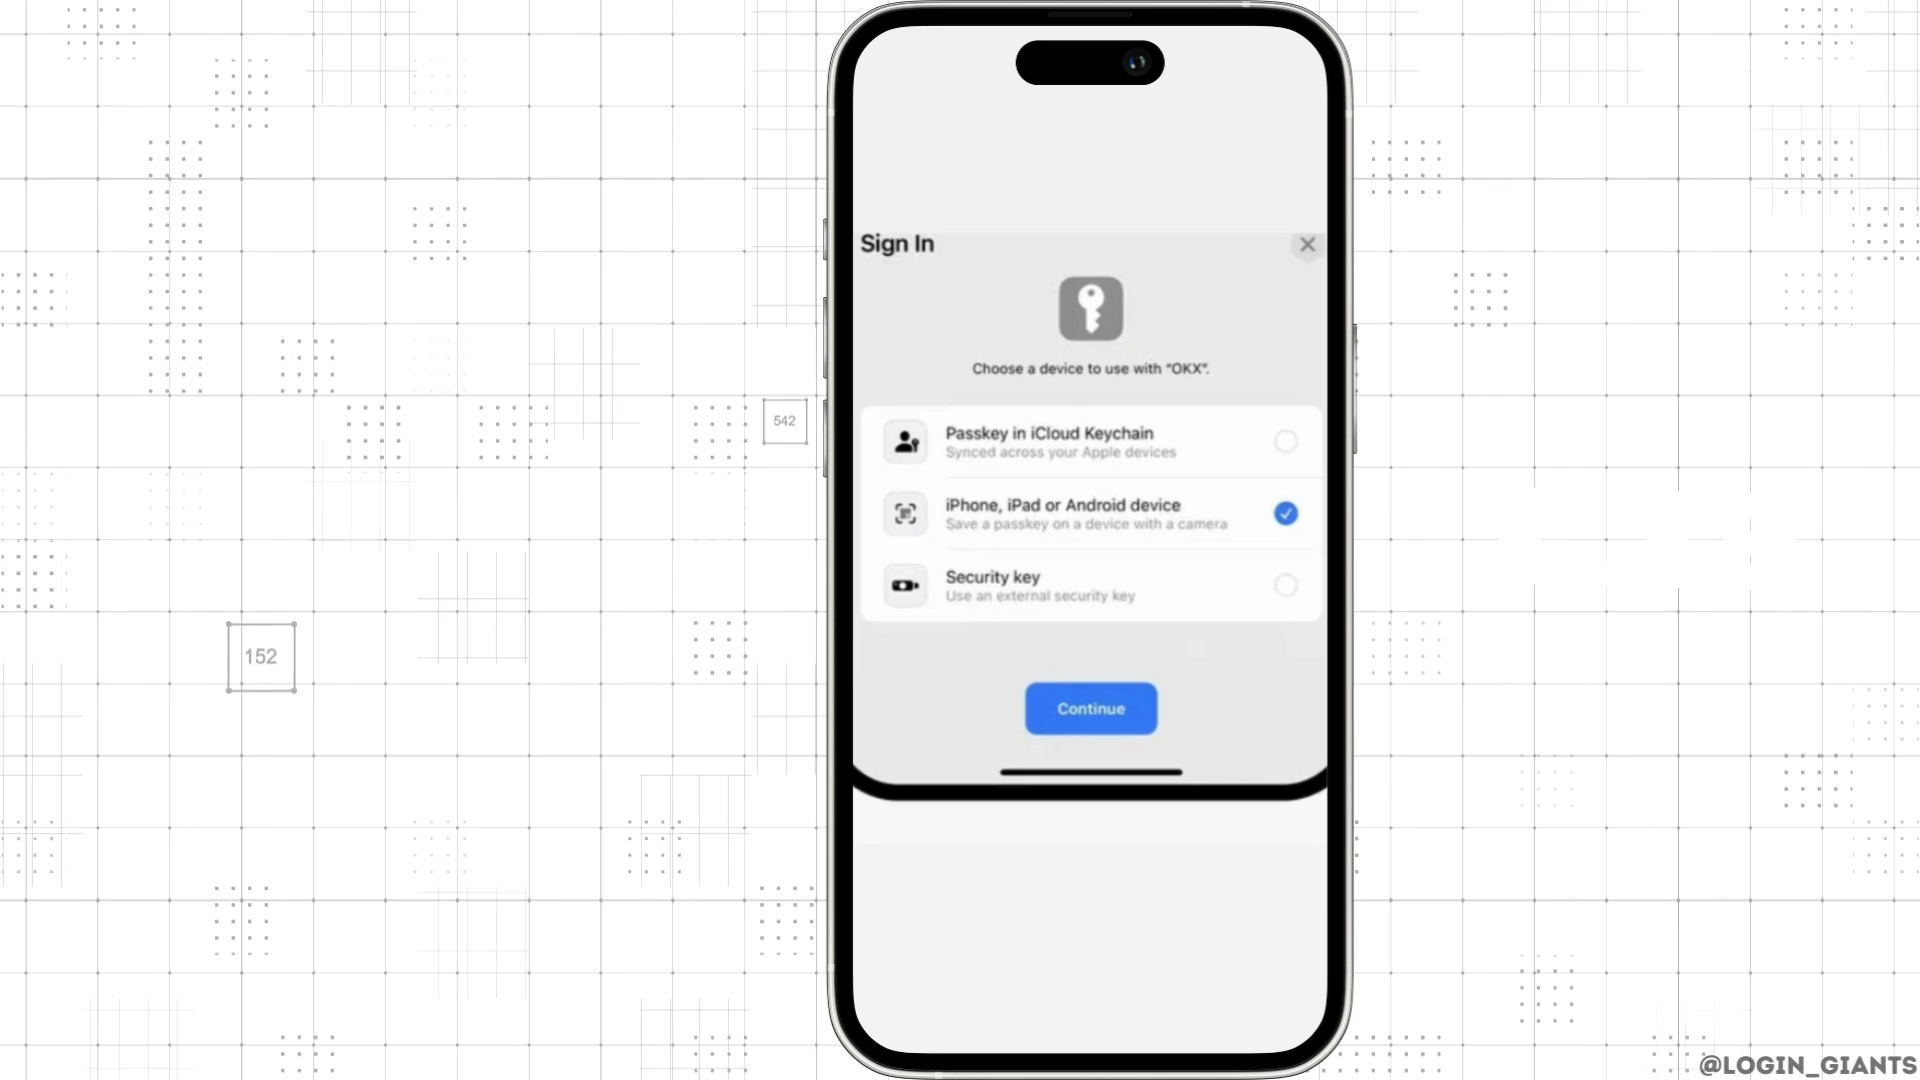 Sign In
Choose a device to use with "OKX".
Passkey in iCloud Keychain
Synced across your Apple devices
542
iPhone, iPad or Android device
Save a passkey on a device with a camera
Security key
Use an external security key
152
Continue
@LOGIN_GIANTS